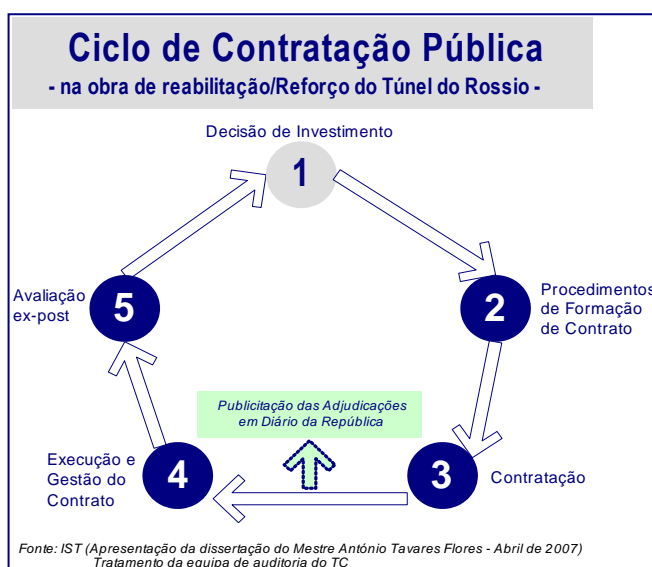 Ciclo de Contratação Pública
- na obra de reabilitação/Reforço do Túnel do Rossio -
Decisão de Investimento
1
Avaliação
ex-post
5
2
Procedimentos
de Formação
de Contrato
Publicitação das Adjudicações
em Diário da República
Execução e
Gestão do
Contrato
4
3
Contratação
Fonte: IST (Apresentação da dissertação do Mestre António Tavares Flores - Abril de 2007)
Tratamento da equipa de auditoria do TC